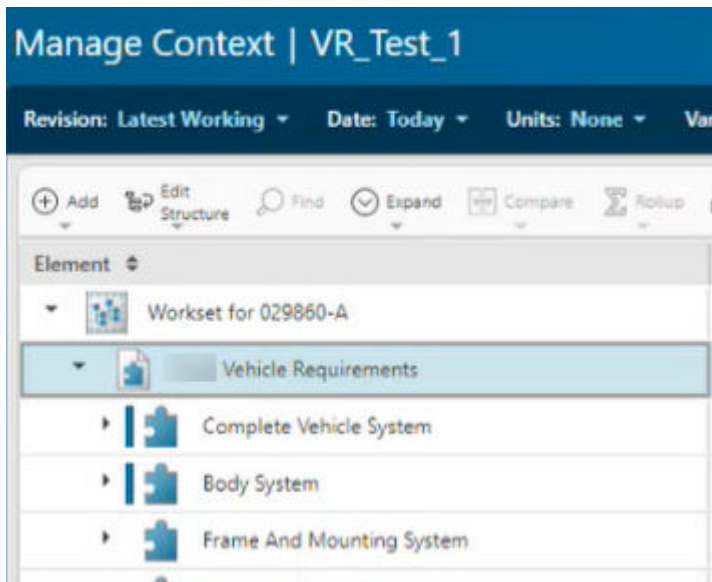 Manage Context | VR_Test_1
Revision: Latest Working Date: Today Units: None Var
Add Edit Structure Find Expand Compare Rollup
Element
Workset for 029860-A
Vehicle Requirements
Complete Vehicle System
Body System
Frame And Mounting System